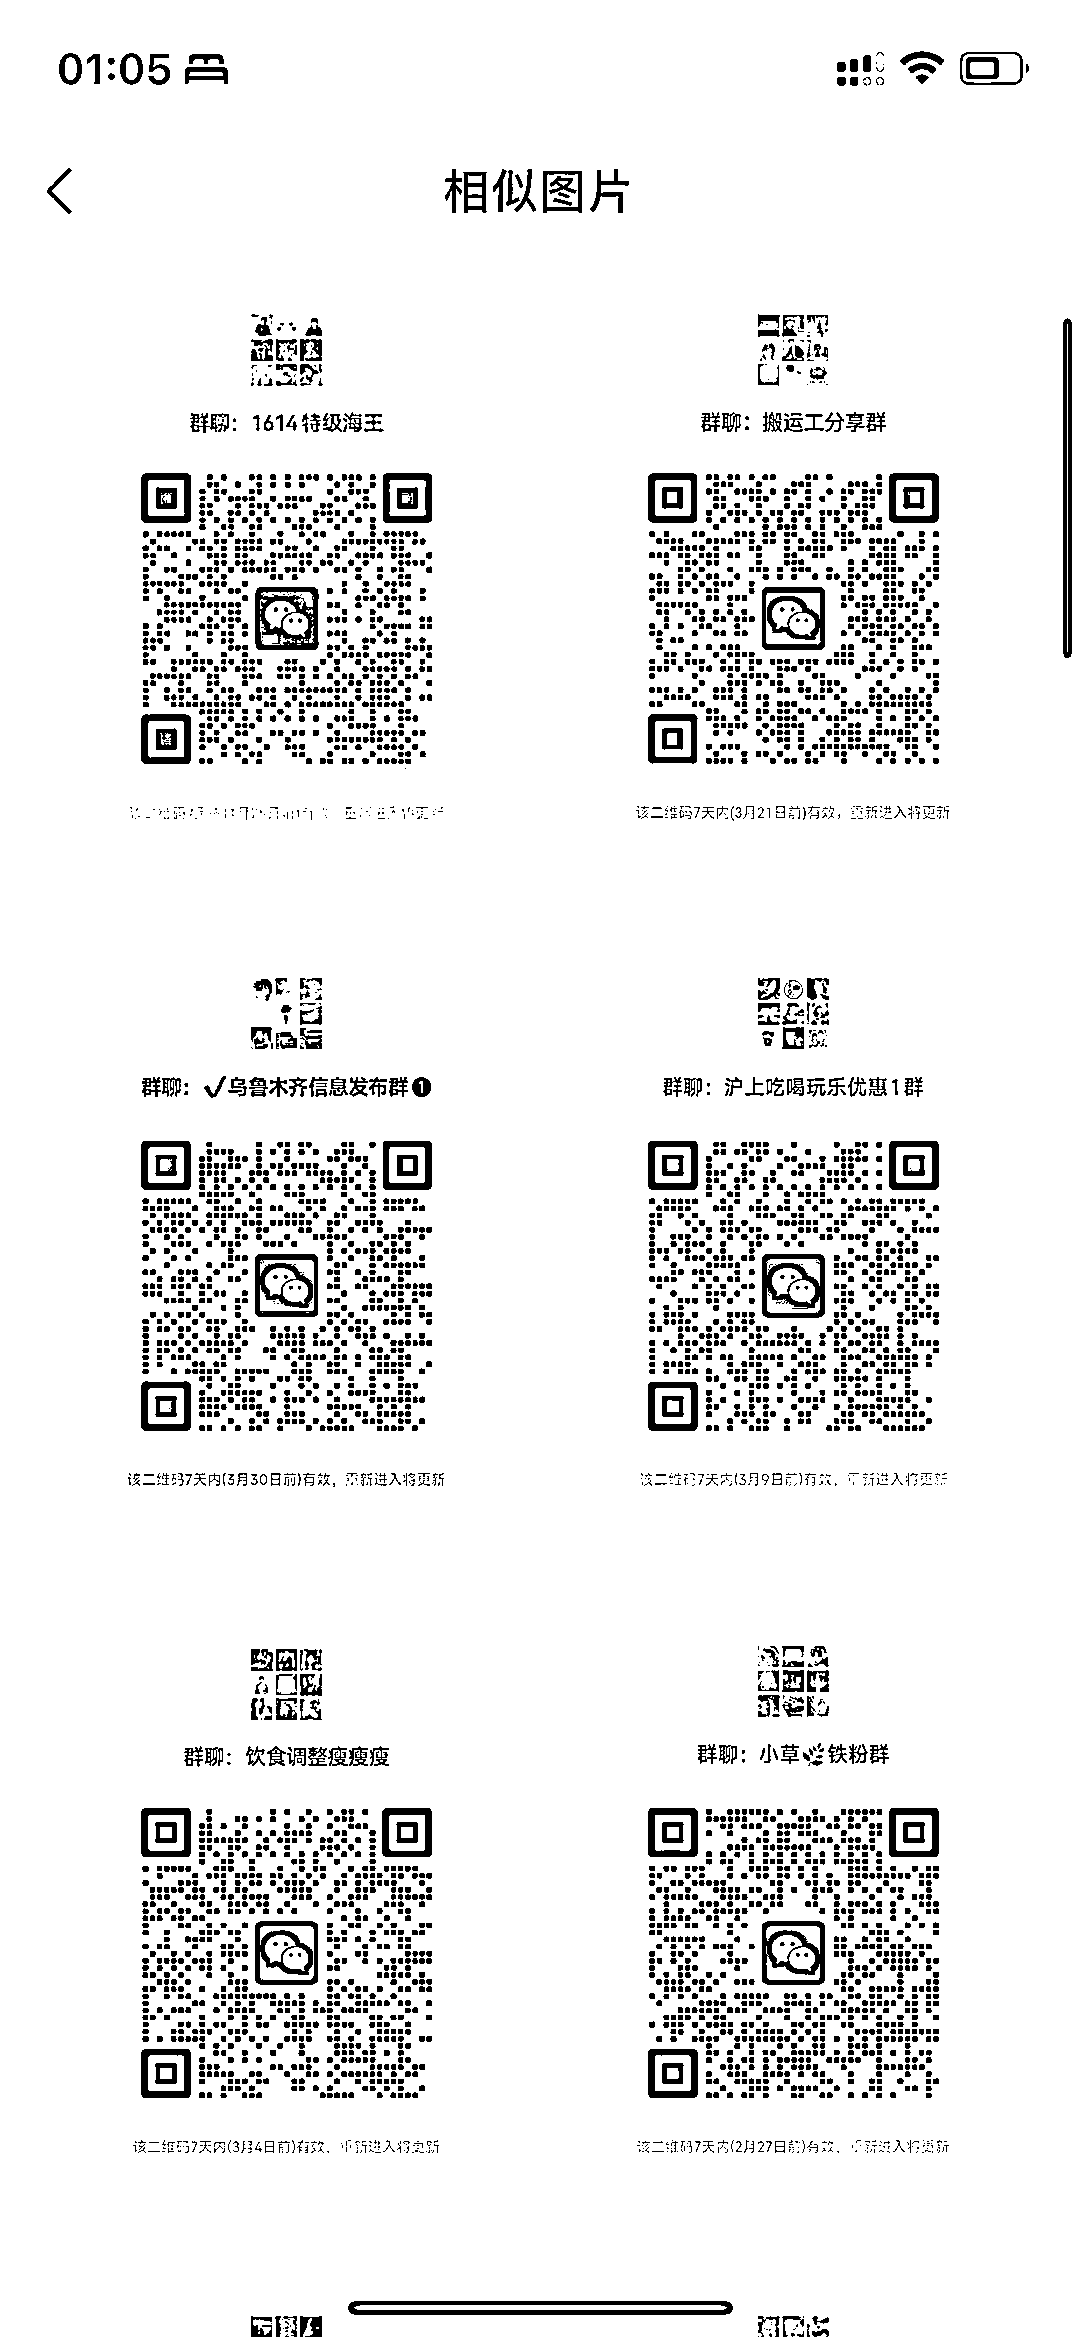 01:05
相似图片
群聊：1614特级海王
群聊：搬运工分享群
该二维码7天内(3月21日前)有效，重新进入将更新
群聊：✓乌鲁木齐信息发布群❶
群聊：沪上吃喝玩乐优惠1群
该二维码7天内(3月30日前)有效，重新进入将更新
该二维码7天内(3月9日前)有效，重新进入将更新
群聊：饮食调整瘦瘦瘦
群聊：小草🌿铁粉群
该二维码7天内(3月4日前)有效，重新进入将更新
该二维码7天内(2月27日前)有效，重新进入将更新